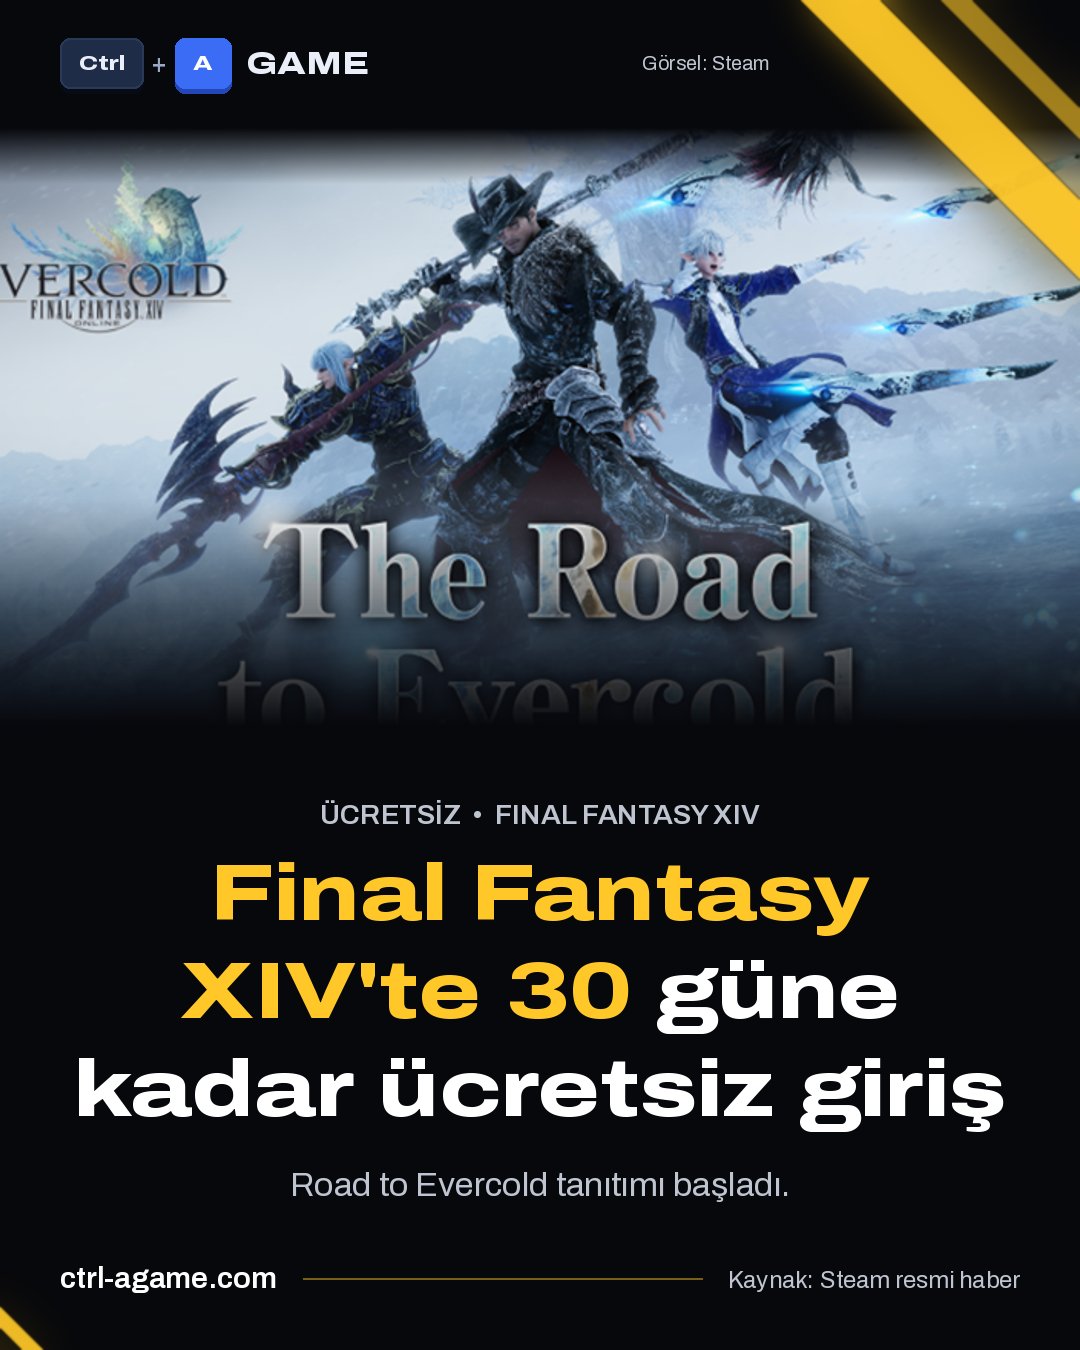 Ctrl + A GAME
Görsel: Steam
VERCOLD
FINAL FANTASY XIV
ONLINE
The Road
to Evercold
ÜCRETSİZ • FINAL FANTASY XIV
Final Fantasy
XIV'te 30 güne
kadar ücretsiz giriş
Road to Evercold tanıtımı başladı.
ctrl-agame.com
Kaynak: Steam resmi haber